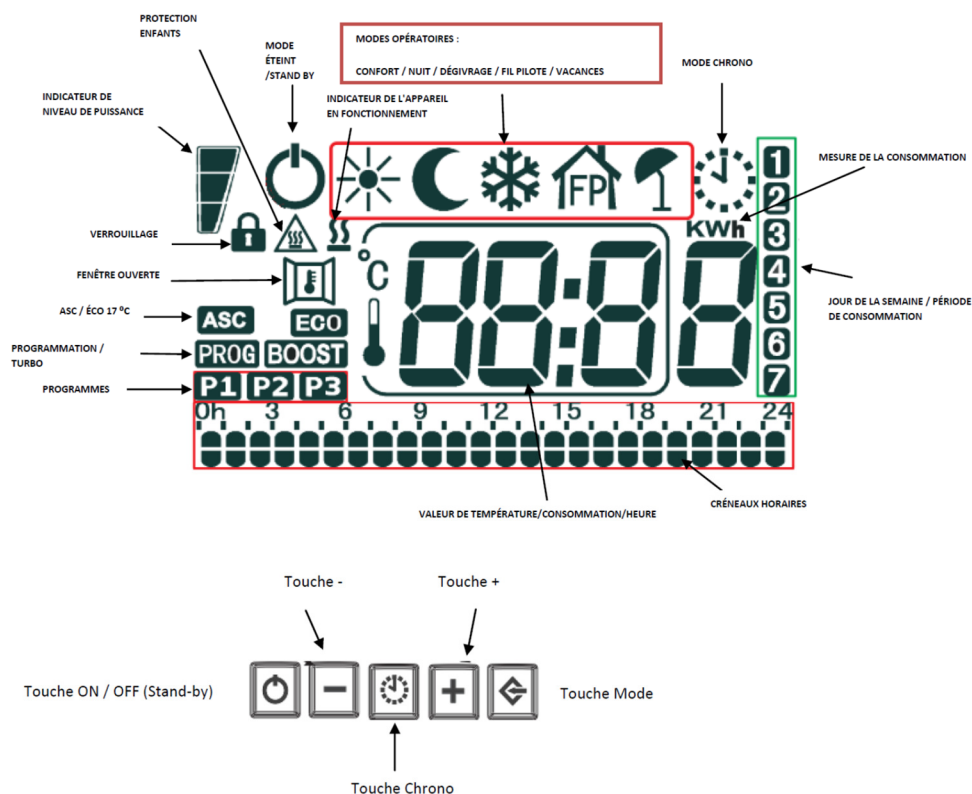 PROTECTION
ENFANTS
MODE
ÉTEINT
/STAND BY
MODES OPÉRATOIRES :
CONFORT / NUIT / DÉGIVRAGE / FIL PILOTE / VACANCES
MODE CHRONO
INDICATEUR DE
NIVEAU DE PUISSANCE
INDICATEUR DE L'APPAREIL
EN FONCTIONNEMENT
MESURE DE LA CONSOMMATION
FP
KWh
1
2
3
4
5
6
7
VERROUILLAGE
FENÊTRE OUVERTE
°C
88:88
JOUR DE LA SEMAINE / PÉRIODE
DE CONSOMMATION
ASC / ÉCO 17 ºC
ASC ECO
PROGRAMMATION /
TURBO
PROG BOOST
PROGRAMMES
P1 P2 P3
0h 3 6 9 12 15 18 21 24
CRÉNEAUX HORAIRES
VALEUR DE TEMPÉRATURE/CONSOMMATION/HEURE
Touche -
Touche +
Touche ON / OFF (Stand-by)
Touche Mode
Touche Chrono